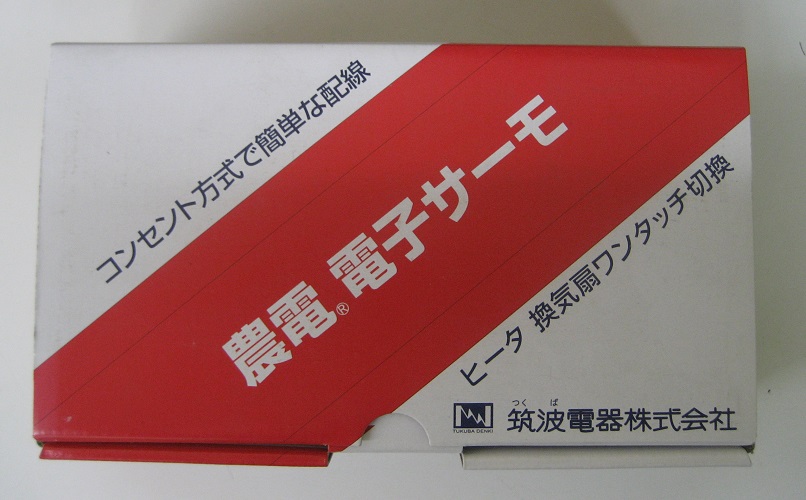 コンセント方式で簡単な配線
農電® 電子サーモ
ヒータ 換気扇ワンタッチ切換
つくば
筑波電器株式会社
TUKUBA DENKI